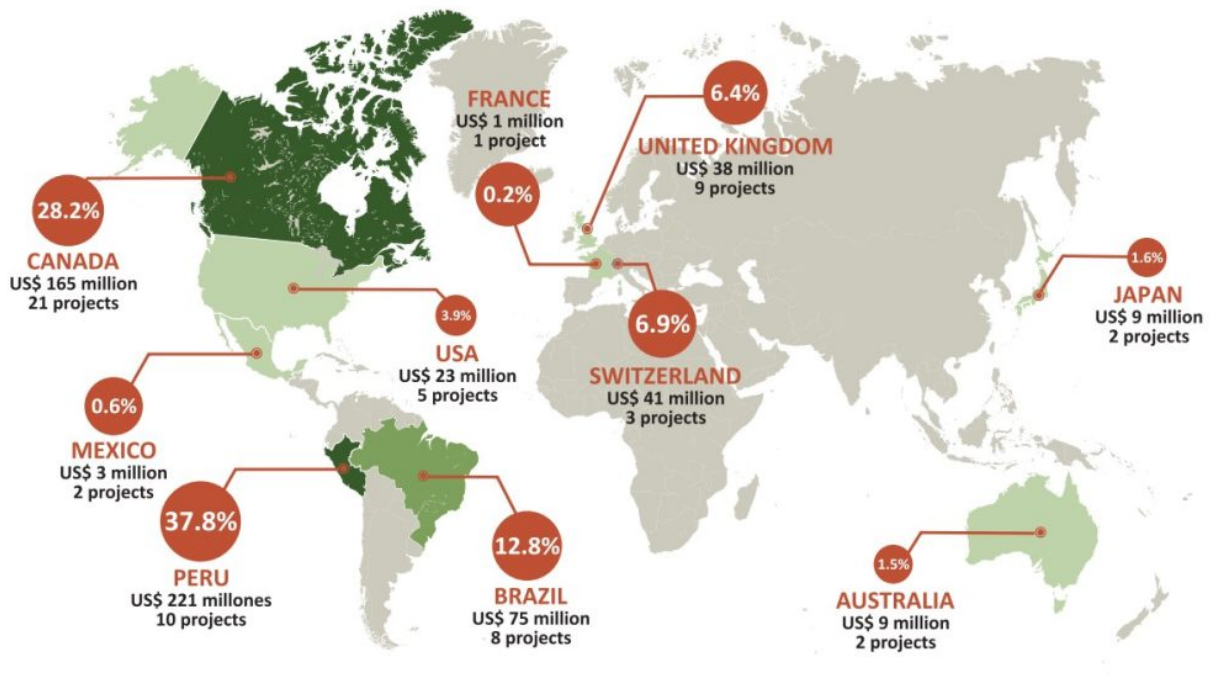 FRANCE
US$ 1 million
1 project
0.2%
6.4%
UNITED KINGDOM
US$ 38 million
9 projects
28.2%
CANADA
US$ 165 million
21 projects
1.6%
JAPAN
US$ 9 million
2 projects
3.9%
USA
US$ 23 million
5 projects
6.9%
SWITZERLAND
US$ 41 million
3 projects
0.6%
MEXICO
US$ 3 million
2 projects
37.8%
PERU
US$ 221 millones
10 projects
12.8%
BRAZIL
US$ 75 million
8 projects
1.5%
AUSTRALIA
US$ 9 million
2 projects